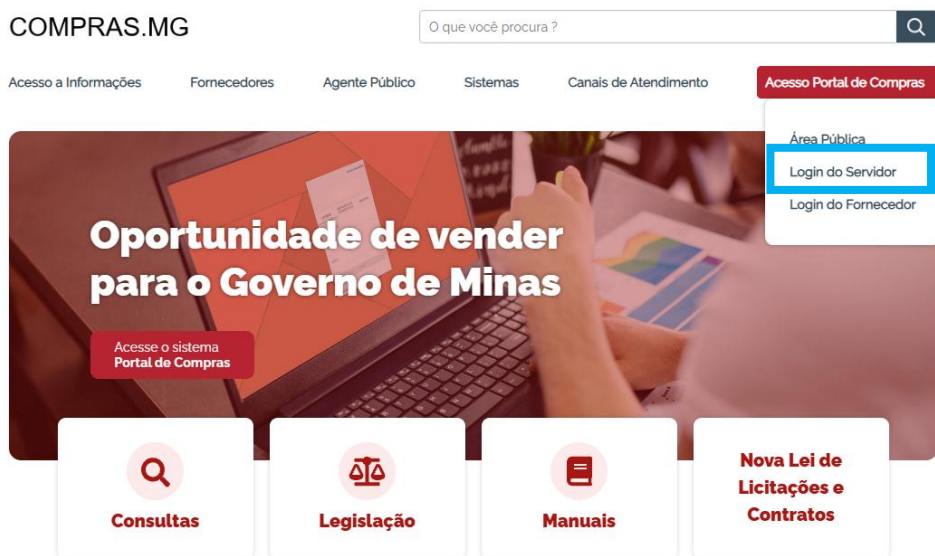 COMPRAS.MG
O que você procura ?
Acesso a Informações
Fornecedores
Agente Público
Sistemas
Canais de Atendimento
Acesso Portal de Compras
Área Pública
Login do Servidor
Login do Fornecedor
Oportunidade de vender
para o Governo de Minas
Acesse o sistema
Portal de Compras
Consultas
Legislação
Manuais
Nova Lei de
Licitações e
Contratos